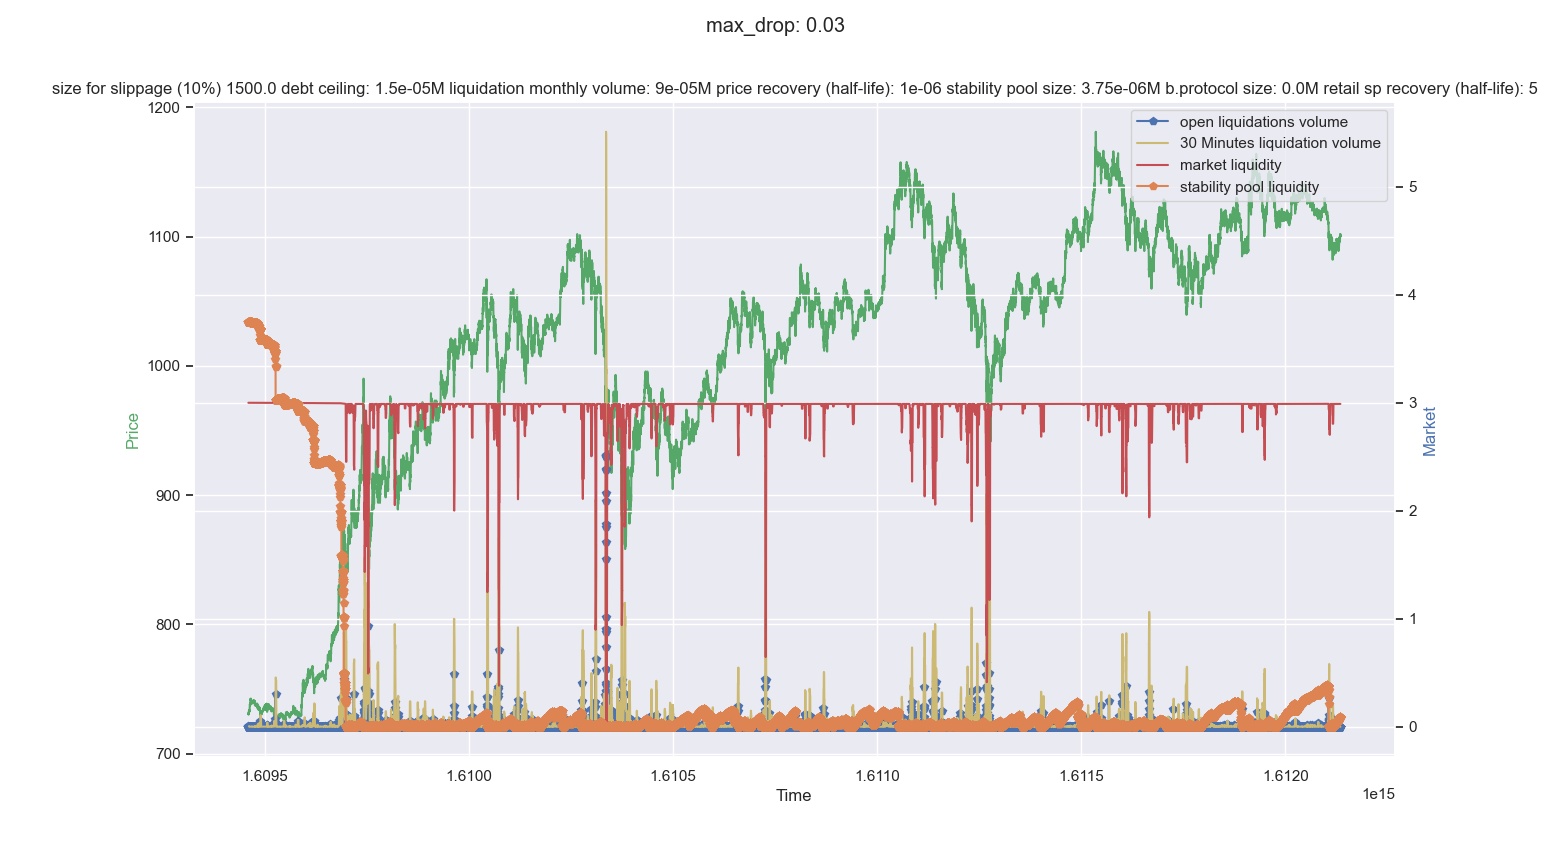 max_drop: 0.03
size for slippage (10%) 1500.0 debt ceiling: 1.5e-05M liquidation monthly volume: 9e-05M price recovery (half-life): 1e-06 stability pool size: 3.75e-06M b.protocol size: 0.0M retail sp recovery (half-life): 5
open liquidations volume
30 Minutes liquidation volume
market liquidity
stability pool liquidity
1200
1100
1000
900
800
700
Price
5
4
3
2
1
0
Market
1.6095 1.6100 1.6105 1.6110 1.6115 1.6120
Time
1e15